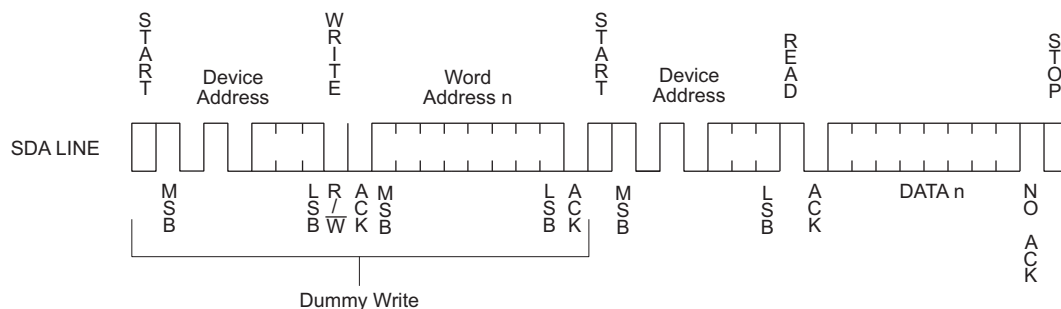 START
WRITE
START
READ
STOP
Device
Address
Word
Address n
Device
Address
SDA LINE
MSB
LSB
R/W
ACK
MSB
LSB
ACK
MSB
LSB
ACK
DATA n
NO ACK
Dummy Write